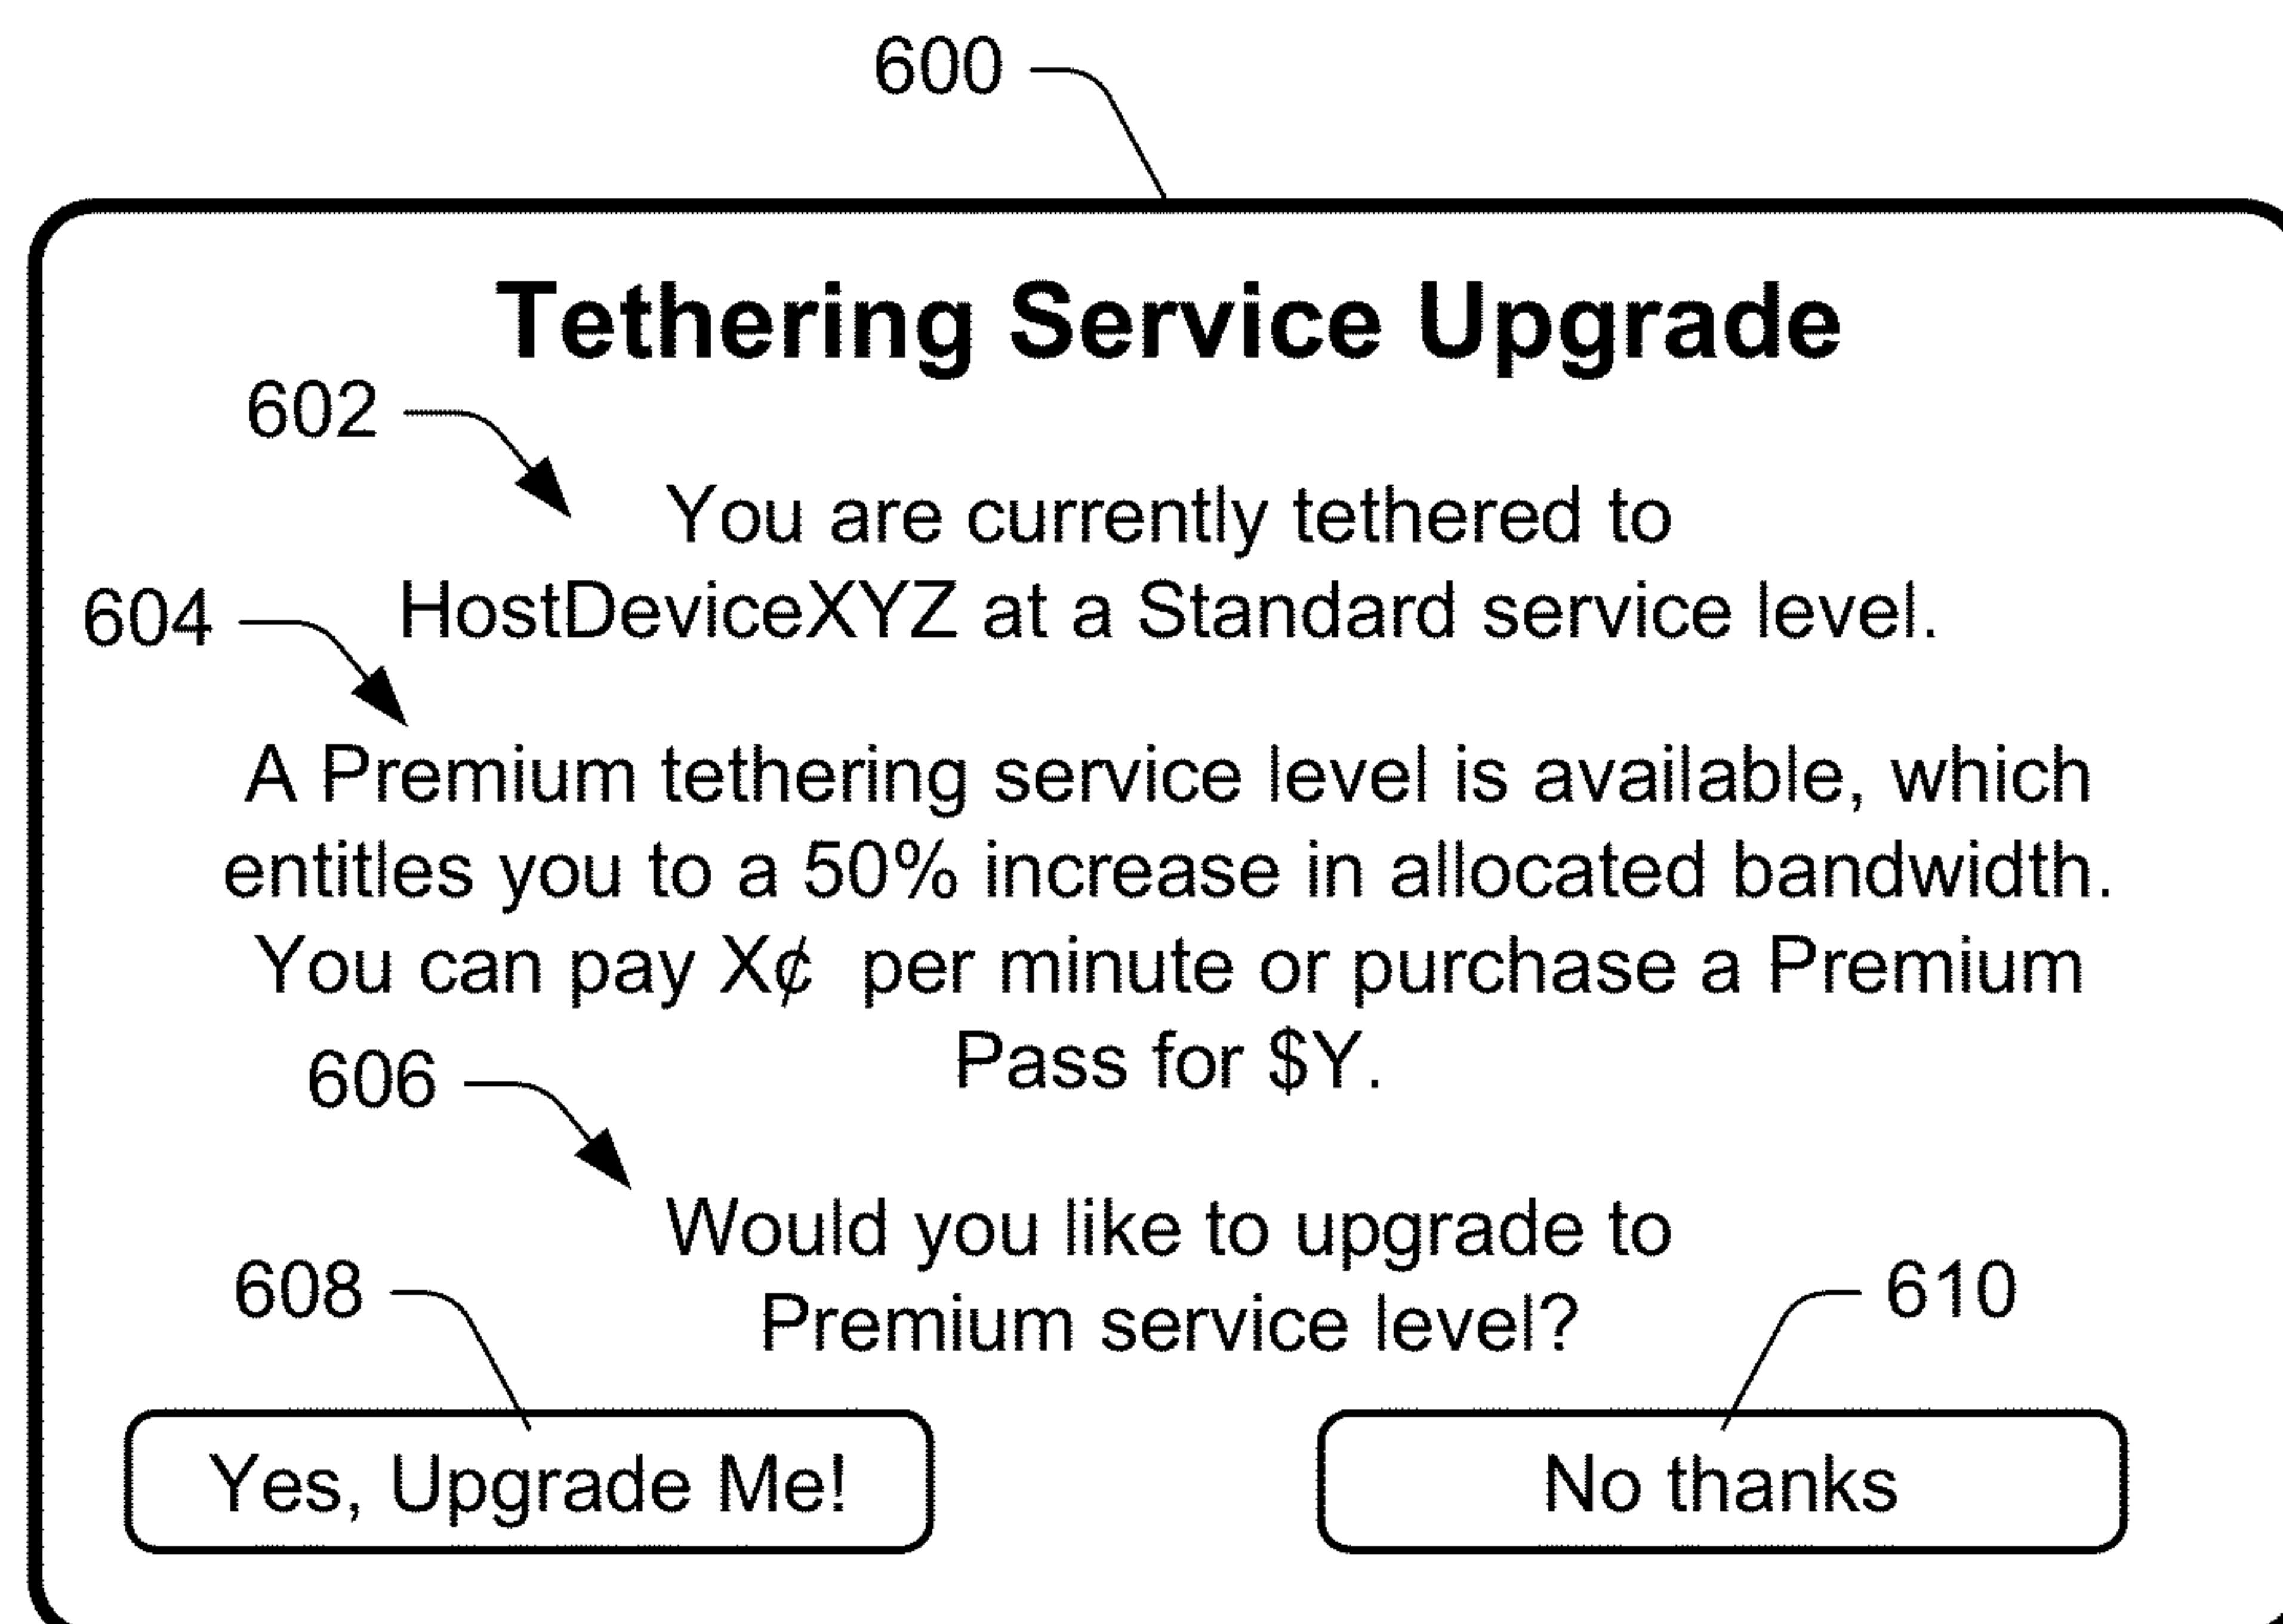 600
Tethering Service Upgrade
602
You are currently tethered to
604
HostDeviceXYZ at a Standard service level.
A Premium tethering service level is available, which
entitles you to a 50% increase in allocated bandwidth.
You can pay X¢ per minute or purchase a Premium
Pass for $Y.
606
Would you like to upgrade to
608
610
Premium service level?
Yes, Upgrade Me!
No thanks